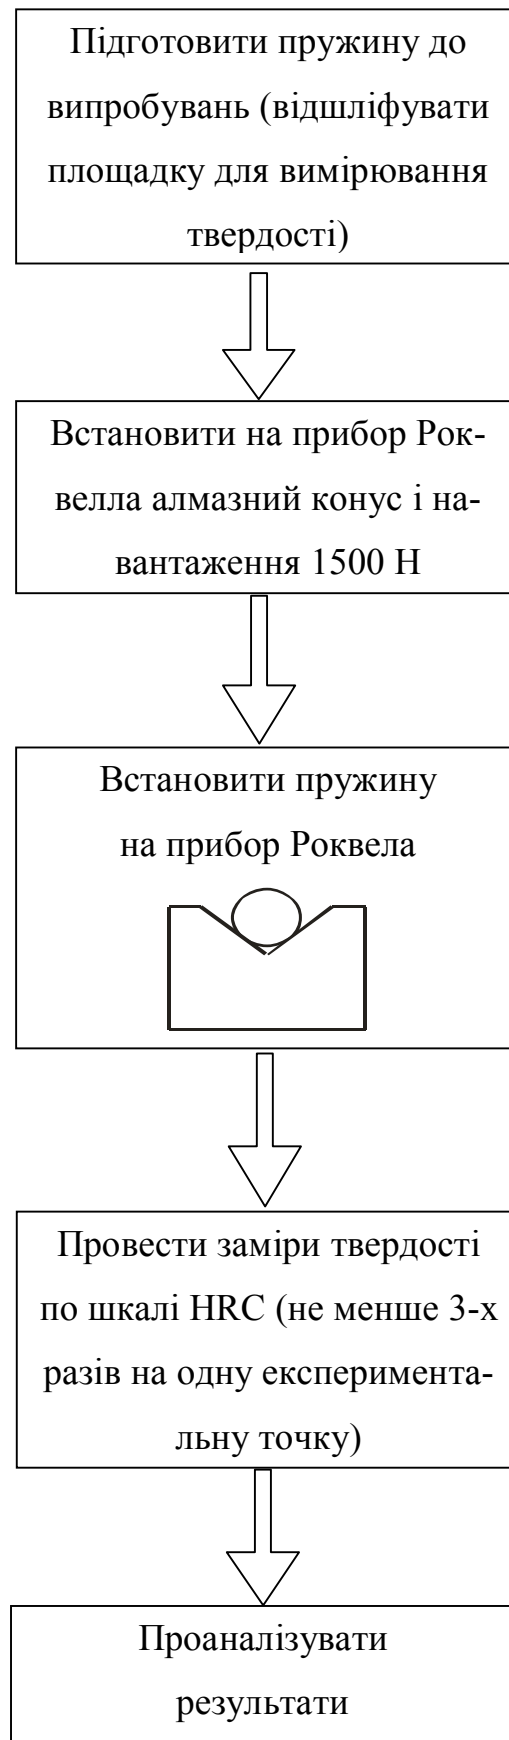 Підготовити пружину до
випробувань (відшліфувати
площадку для вимірювання
твердості)
Встановити на прибор Рок-
велла алмазний конус і на-
вантаження 1500 Н
Встановити пружину
на прибор Роквела
Провести заміри твердості
по шкалі HRC (не менше 3-х
разів на одну експеримента-
льну точку)
Проаналізувати
результати